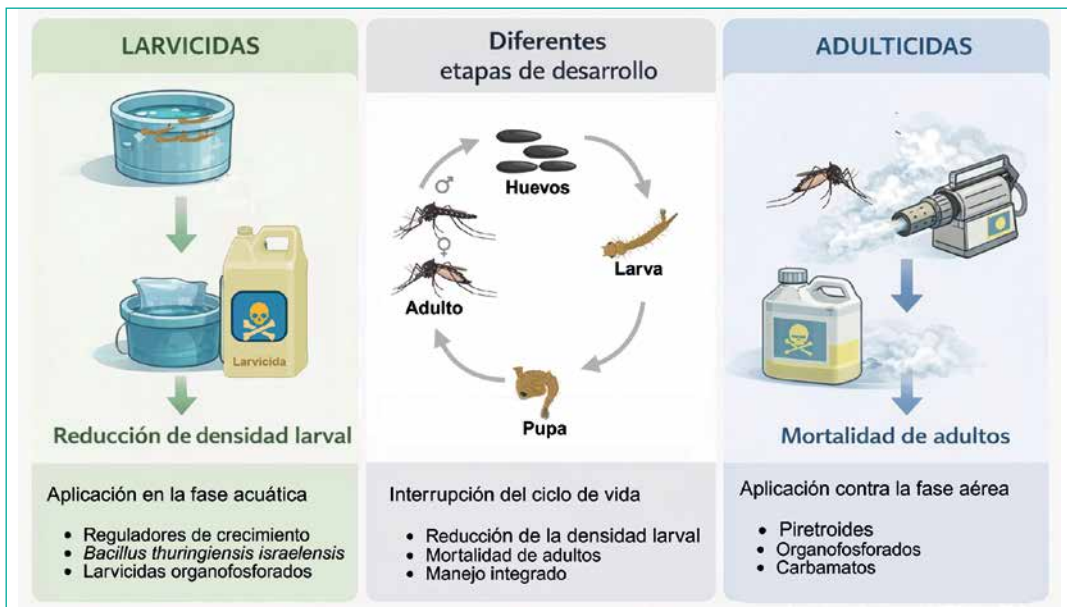 LARVICIDAS
Larvicida
Reducción de densidad larval
Aplicación en la fase acuática
• Reguladores de crecimiento
• Bacillus thuringiensis israelensis
• Larvicidas organofosforados
Diferentes
etapas de desarrollo
Huevos
♂
♀
Larva
Adulto
Pupa
Interrupción del ciclo de vida
• Reducción de la densidad larval
• Mortalidad de adultos
• Manejo integrado
ADULTICIDAS
Mortalidad de adultos
Aplicación contra la fase aérea
• Piretroides
• Organofosforados
• Carbamatos